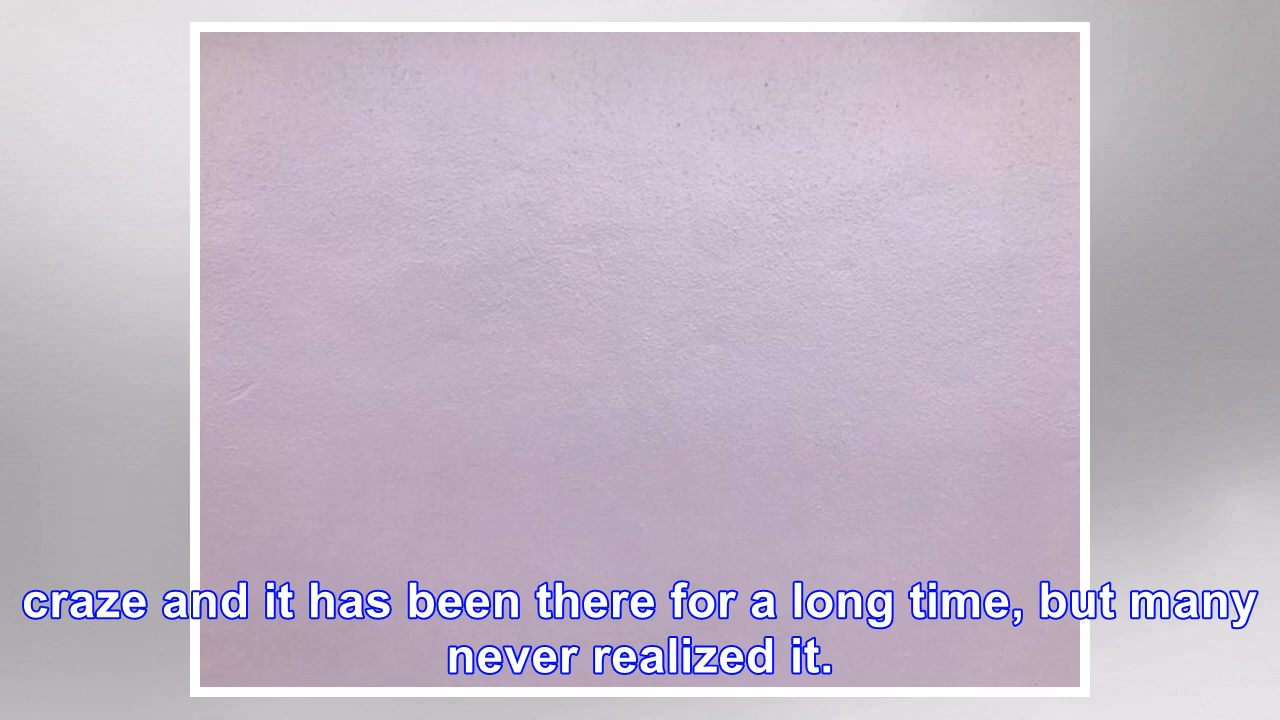 craze and it has been there for a long time, but many
never realized it.